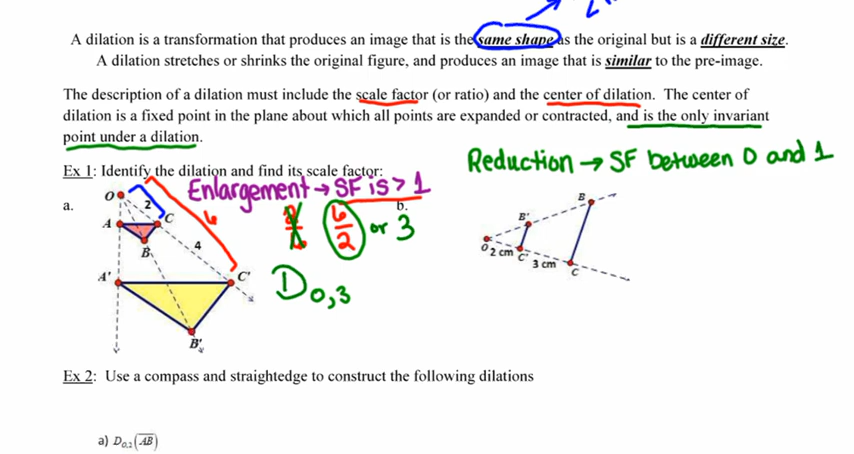 A dilation is a transformation that produces an image that is the same shape as the original but is a different size.
A dilation stretches or shrinks the original figure, and produces an image that is similar to the pre-image.
The description of a dilation must include the scale factor (or ratio) and the center of dilation. The center of
dilation is a fixed point in the plane about which all points are expanded or contracted, and is the only invariant
point under a dilation.
Ex 1: Identify the dilation and find its scale factor:
Reduction → SF between 0 and 1
Enlargement → SF is > 1
a.
b.
O
2
6
A
C
B
4
A'
C'
B'
6/2 or 3
D₀,₃
B
B'
O
2 cm
C'
3 cm
C
Ex 2: Use a compass and straightedge to construct the following dilations
a) D₀,₂(AB)